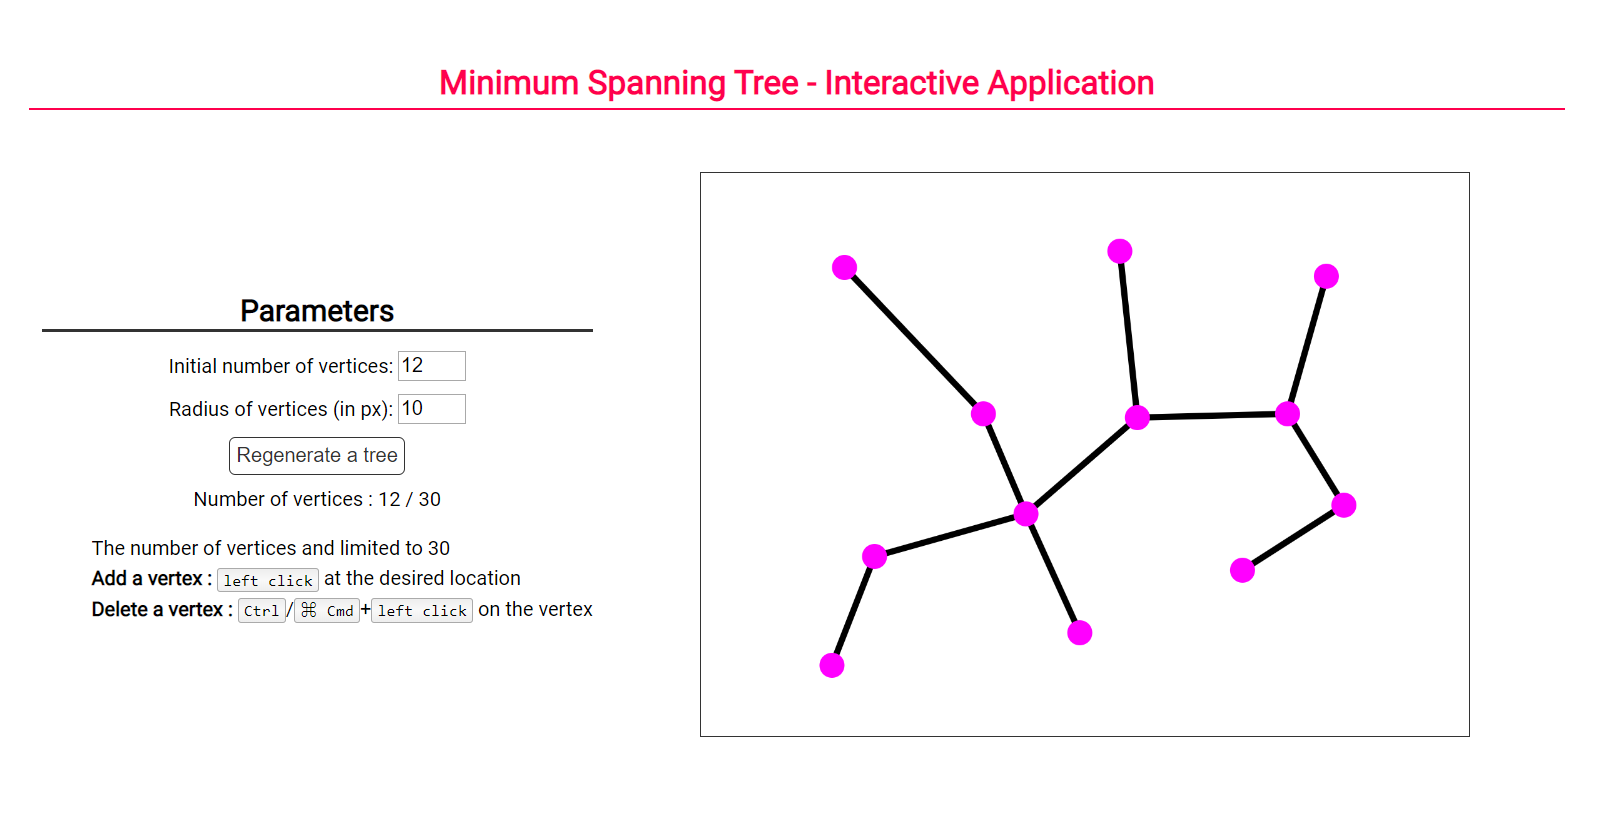 Minimum Spanning Tree - Interactive Application
Parameters
Initial number of vertices: 12
Radius of vertices (in px): 10
Regenerate a tree
Number of vertices : 12 / 30
The number of vertices and limited to 30
Add a vertex : left click at the desired location
Delete a vertex : Ctrl/⌘ Cmd+left click on the vertex